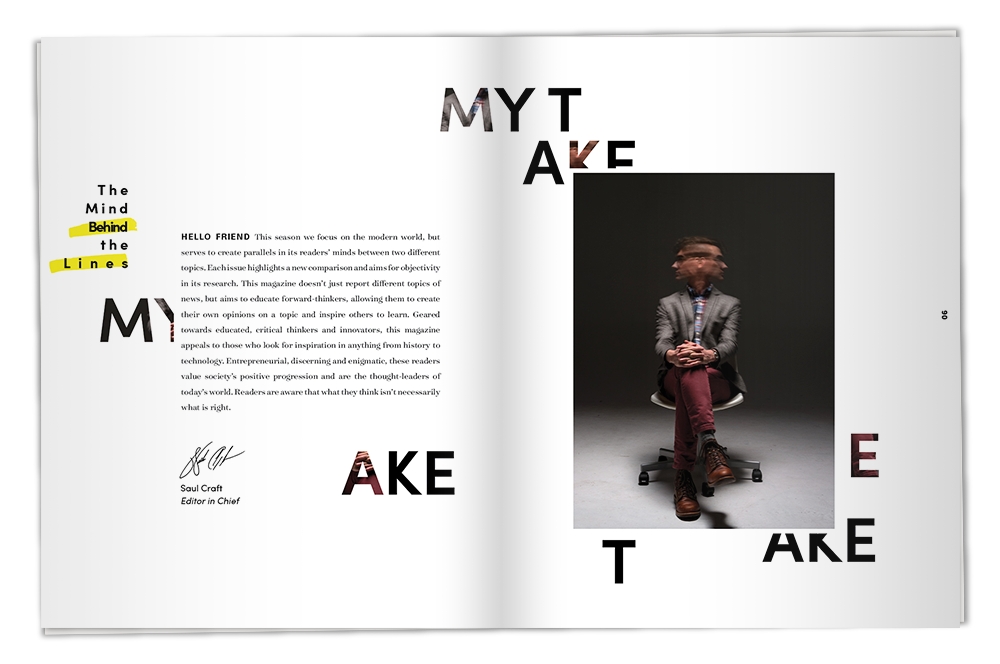 MY T
AKE
The
Mind
Behind
the
Lines
MY
HELLO FRIEND This season we focus on the modern world, but
serves to create parallels in its readers' minds between two different
topics. Each issue highlights a new comparison and aims for objectivity
in its research. This magazine doesn't just report different topics of
news, but aims to educate forward-thinkers, allowing them to create
their own opinions on a topic and inspire others to learn. Geared
towards educated, critical thinkers and innovators, this magazine
appeals to those who look for inspiration in anything from history to
technology. Entrepreneurial, discerning and enigmatic, these readers
value society's positive progression and are the thought-leaders of
today's world. Readers are aware that what they think isn't necessarily
what is right.
Saul Craft
Editor in Chief
AKE
E
AKE
T